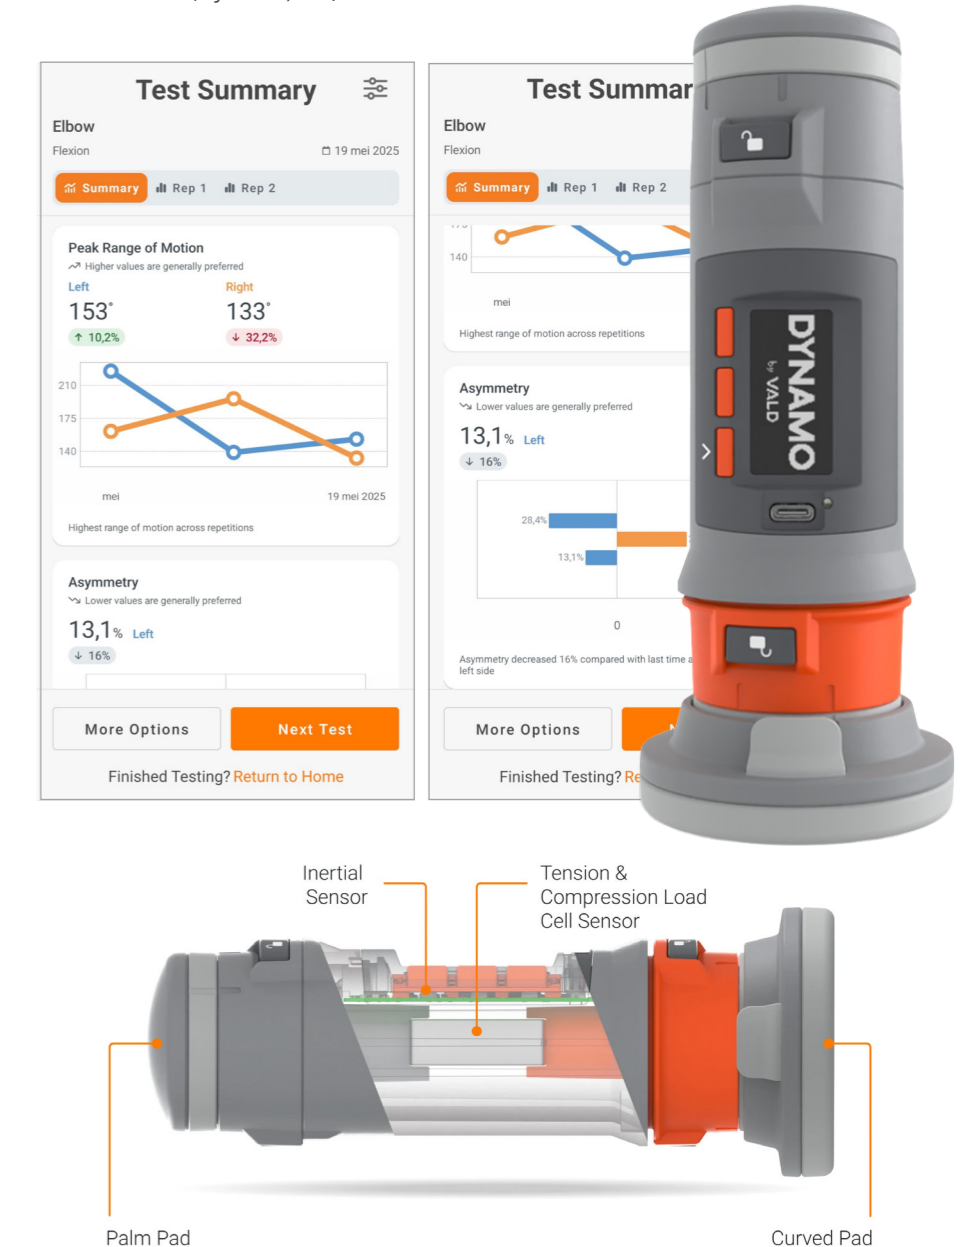 Test Summary
Elbow
Flexion
19 mei 2025
Summary
Rep 1
Rep 2
Peak Range of Motion
Higher values are generally preferred
Left
Right
153°
133°
↑ 10,2%
↓ 32,2%
210
175
140
mei
19 mei 2025
Highest range of motion across repetitions
Asymmetry
Lower values are generally preferred
13,1% Left
↓ 16%
More Options
Next Test
Finished Testing? Return to Home
Test Summar
Elbow
Flexion
Summary
Rep 1
Rep 2
140
mei
Highest range of motion across repetitions
Asymmetry
Lower values are generally preferred
13,1% Left
↓ 16%
28,4%
13,1%
0
Asymmetry decreased 16% compared with last time
left side
More Options
Finished Testing? Re
DYNAMO
by VALD
Inertial
Sensor
Tension &
Compression Load
Cell Sensor
Palm Pad
Curved Pad